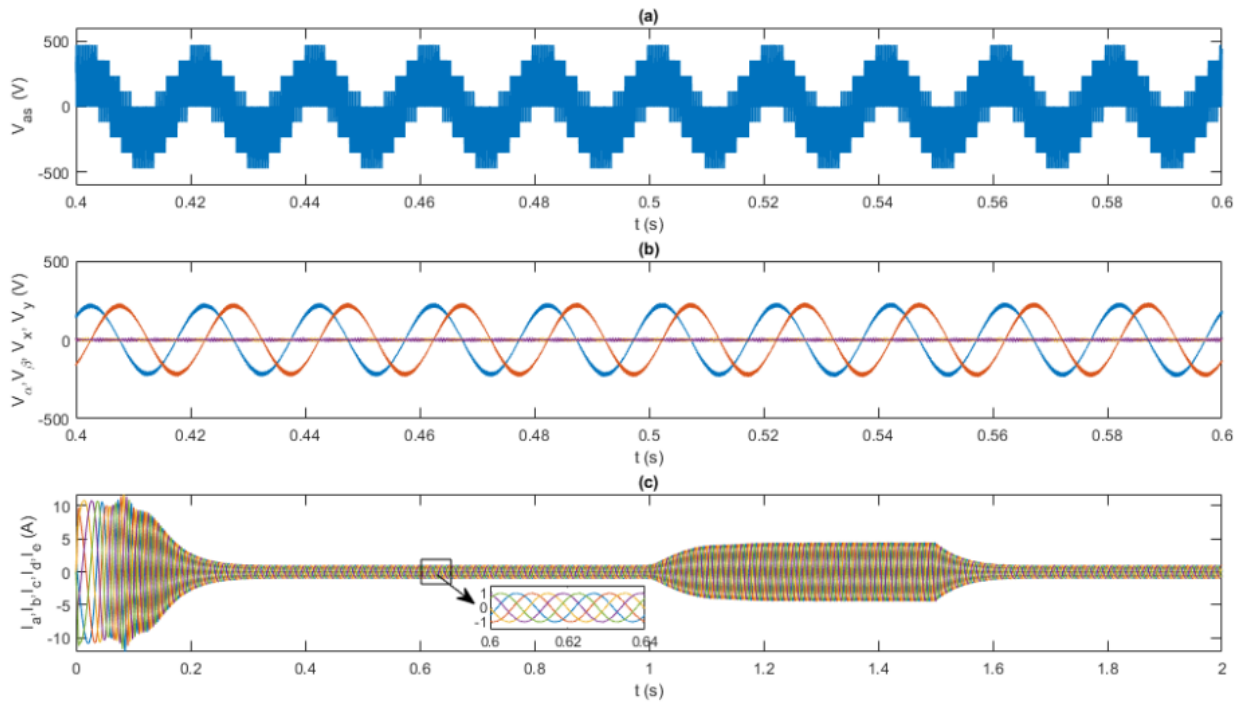 (a)
500
0
-500
V_as (V)
0.4 0.42 0.44 0.46 0.48 0.5 0.52 0.54 0.56 0.58 0.6
t (s)
(b)
500
0
-500
V_α, V_β, V_x, V_y (V)
0.4 0.42 0.44 0.46 0.48 0.5 0.52 0.54 0.56 0.58 0.6
t (s)
(c)
10
5
0
-5
-10
I_a, I_b, I_c, I_d, I_e (A)
1
0
-1
0.6 0.62 0.64
0 0.2 0.4 0.6 0.8 1 1.2 1.4 1.6 1.8 2
t (s)